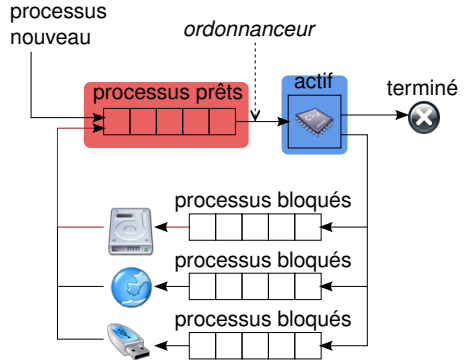 processus
nouveau
ordonnanceur
processus prêts
actif
terminé
processus bloqués
processus bloqués
processus bloqués